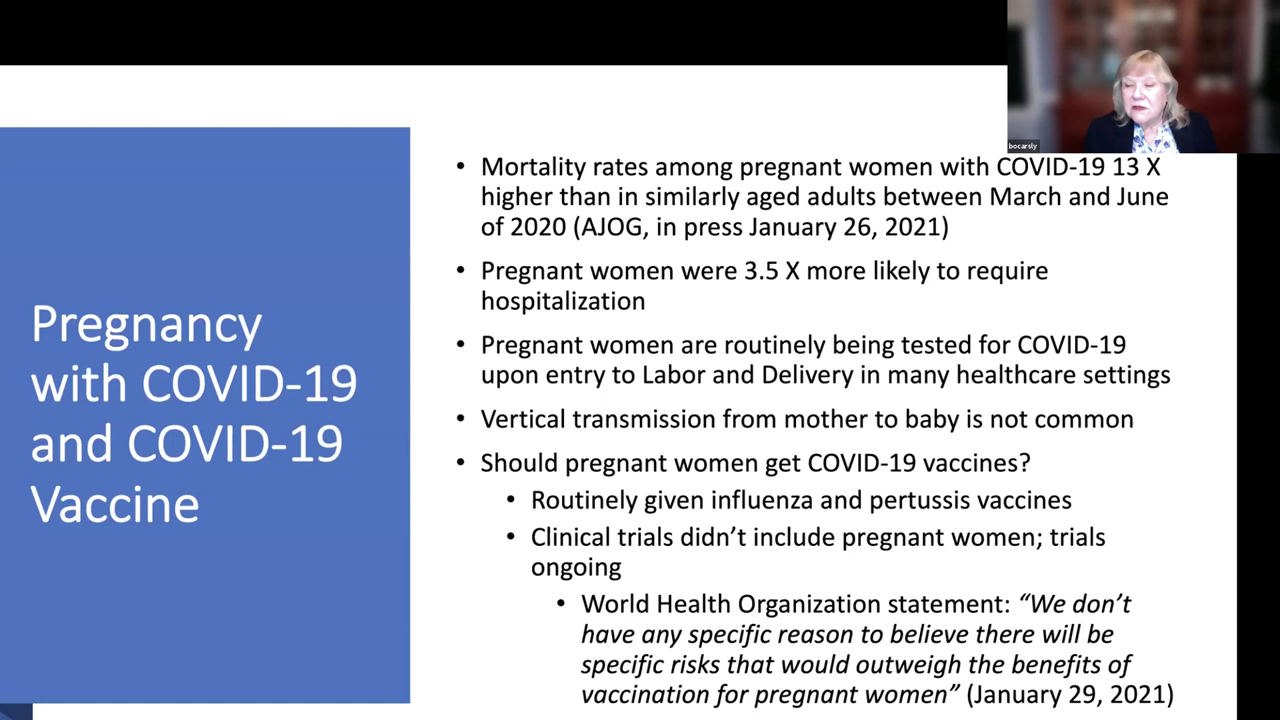 bocarsly
Pregnancy
with COVID-19
and COVID-19
Vaccine
• Mortality rates among pregnant women with COVID-19 13 X
higher than in similarly aged adults between March and June
of 2020 (AJOG, in press January 26, 2021)
• Pregnant women were 3.5 X more likely to require
hospitalization
• Pregnant women are routinely being tested for COVID-19
upon entry to Labor and Delivery in many healthcare settings
• Vertical transmission from mother to baby is not common
• Should pregnant women get COVID-19 vaccines?
• Routinely given influenza and pertussis vaccines
• Clinical trials didn’t include pregnant women; trials
ongoing
• World Health Organization statement: “We don’t
have any specific reason to believe there will be
specific risks that would outweigh the benefits of
vaccination for pregnant women” (January 29, 2021)